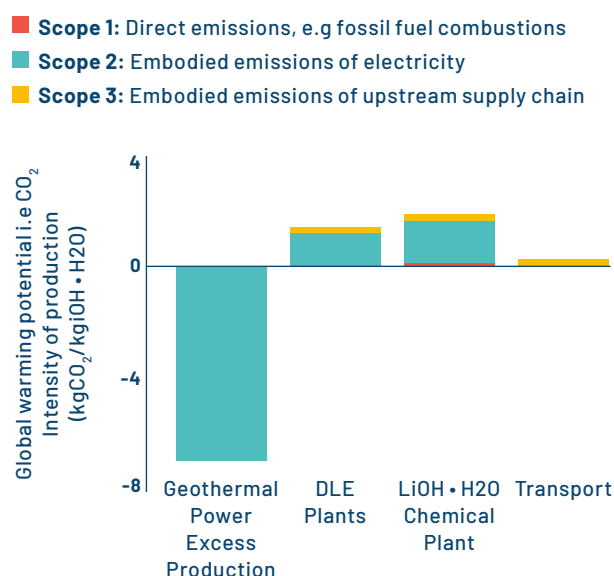 Scope 1: Direct emissions, e.g fossil fuel combustions
Scope 2: Embodied emissions of electricity
Scope 3: Embodied emissions of upstream supply chain
Global warming potential i.e CO₂
Intensity of production
(kgCO₂/kgiOH • H2O)
4
0
-4
-8
Geothermal
Power
Excess
Production
DLE
Plants
LiOH • H2O
Chemical
Plant
Transport